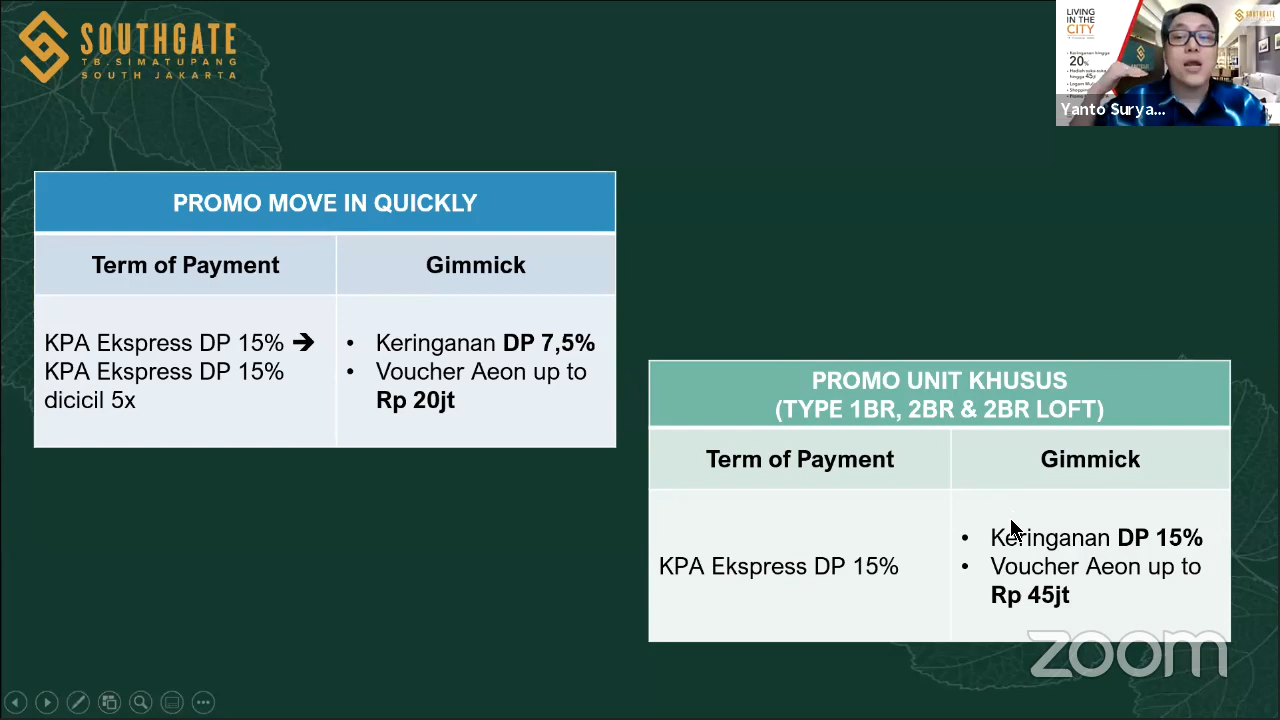 SOUTHGATE
TB.SIMATUPANG
SOUTH JAKARTA
LIVING
IN THE
CITY
20%
Yanto Surya...
PROMO MOVE IN QUICKLY
Term of Payment
Gimmick
KPA Ekspress DP 15% ➔
KPA Ekspress DP 15%
dicicil 5x
• Keringanan DP 7,5%
• Voucher Aeon up to
Rp 20jt
PROMO UNIT KHUSUS
(TYPE 1BR, 2BR & 2BR LOFT)
Term of Payment
Gimmick
KPA Ekspress DP 15%
• Keringanan DP 15%
• Voucher Aeon up to
Rp 45jt
zoom